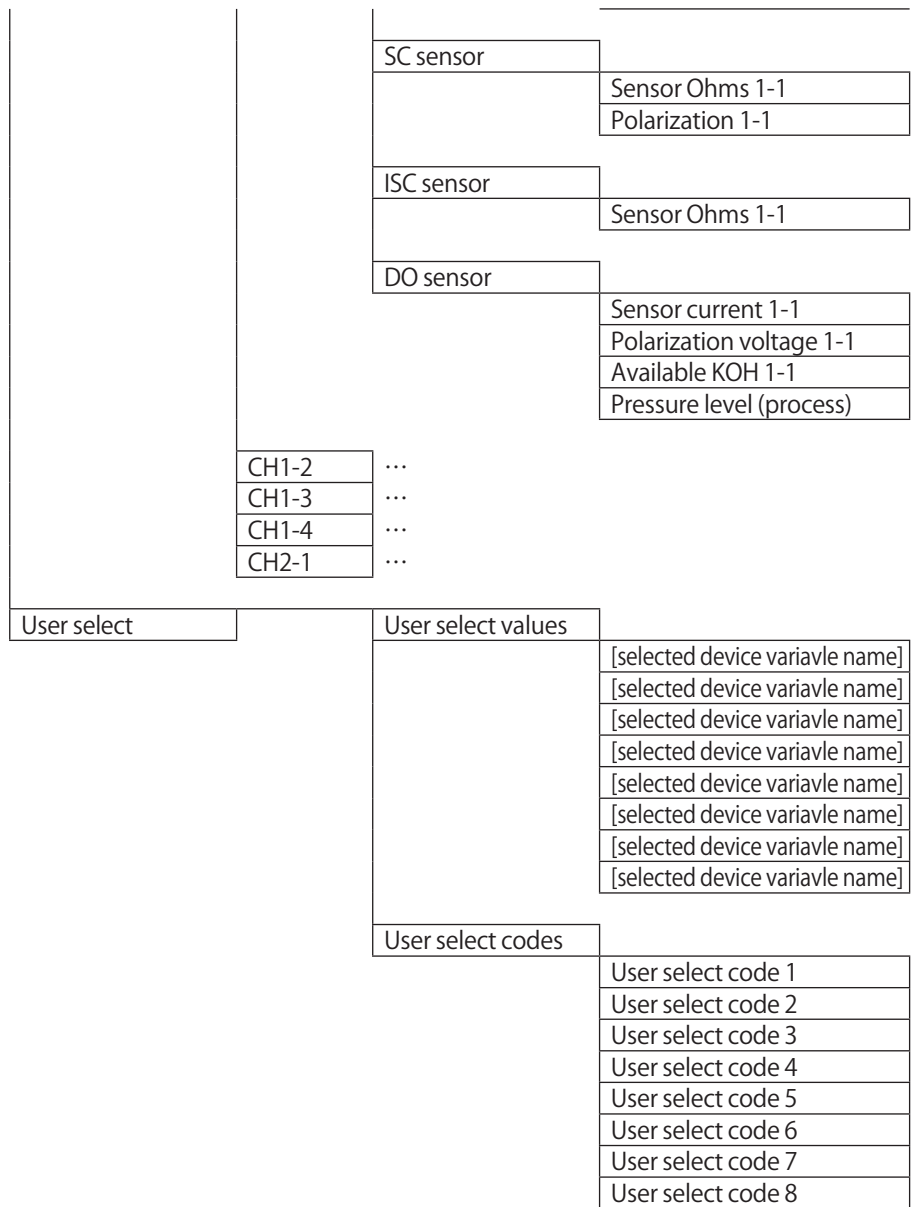 SC sensor
Sensor Ohms 1-1
Polarization 1-1
ISC sensor
Sensor Ohms 1-1
DO sensor
Sensor current 1-1
Polarization voltage 1-1
Available KOH 1-1
Pressure level (process)
CH1-2 …
CH1-3 …
CH1-4 …
CH2-1 …
User select User select values
[selected device variavle name]
[selected device variavle name]
[selected device variavle name]
[selected device variavle name]
[selected device variavle name]
[selected device variavle name]
[selected device variavle name]
[selected device variavle name]
User select codes
User select code 1
User select code 2
User select code 3
User select code 4
User select code 5
User select code 6
User select code 7
User select code 8